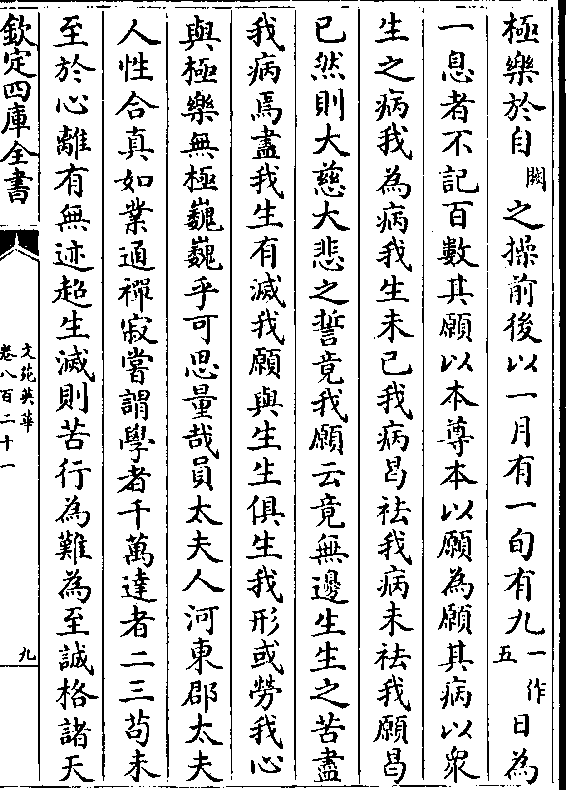 極樂於自闕之操前後以一月有一旬有九一作五日為
一息者不記百數其願以本尊本以願為願其病以衆
生之病我為病我生未已我病曷袪我病未袪我願曷
已然則大慈大悲之誓竟我願云竟無邊生生之苦盡
我病焉盡我生有滅我願與生生俱生我形或勞我心
與極樂無極巍巍乎可思量哉員太夫人河東郡太夫
人性合真如業通禪寂嘗謂學者千萬達者二三苟未
至於心離有無迹超生滅則苦行為難為至誠格諸天
欽定四庫全書
文苑英華
卷八百二十一
九